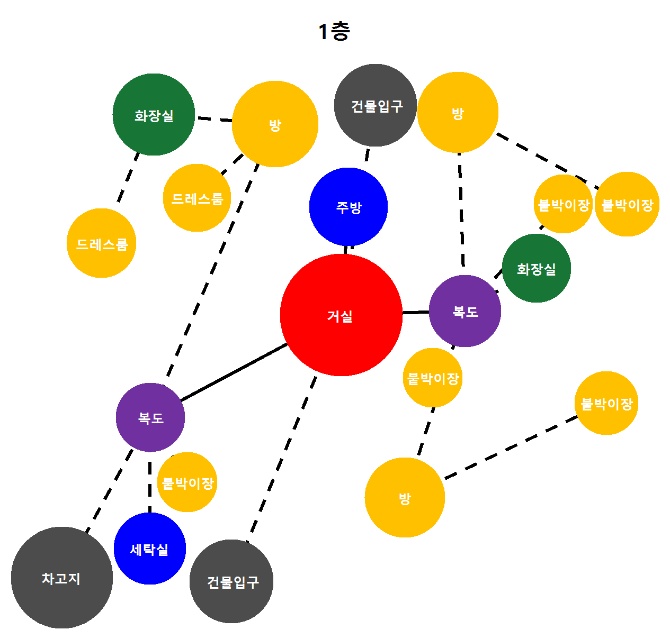 1층
화장실
방
건물입구
방
드레스룸
주방
붙박이장
붙박이장
드레스룸
화장실
거실
복도
붙박이장
붙박이장
복도
붙박이장
방
세탁실
차고지
건물입구